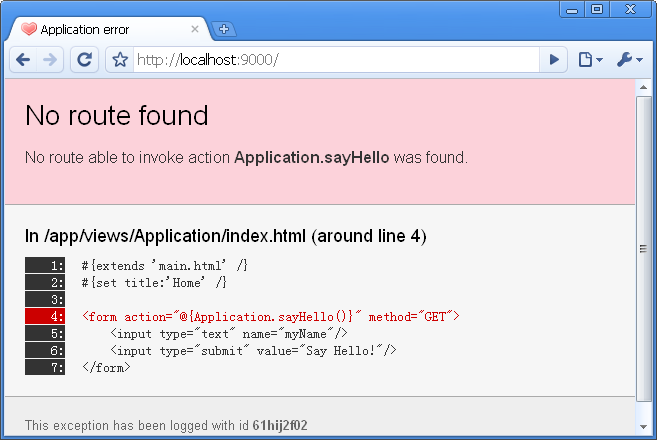 Application error
http://localhost:9000/
No route found
No route able to invoke action Application.sayHello was found.
In /app/views/Application/index.html (around line 4)
1: #{extends 'main.html' /}
2: #{set title:'Home' /}
3:
4: <form action="@{Application.sayHello()}" method="GET">
5:     <input type="text" name="myName"/>
6:     <input type="submit" value="Say Hello!"/>
7: </form>
This exception has been logged with id 61hij2f02